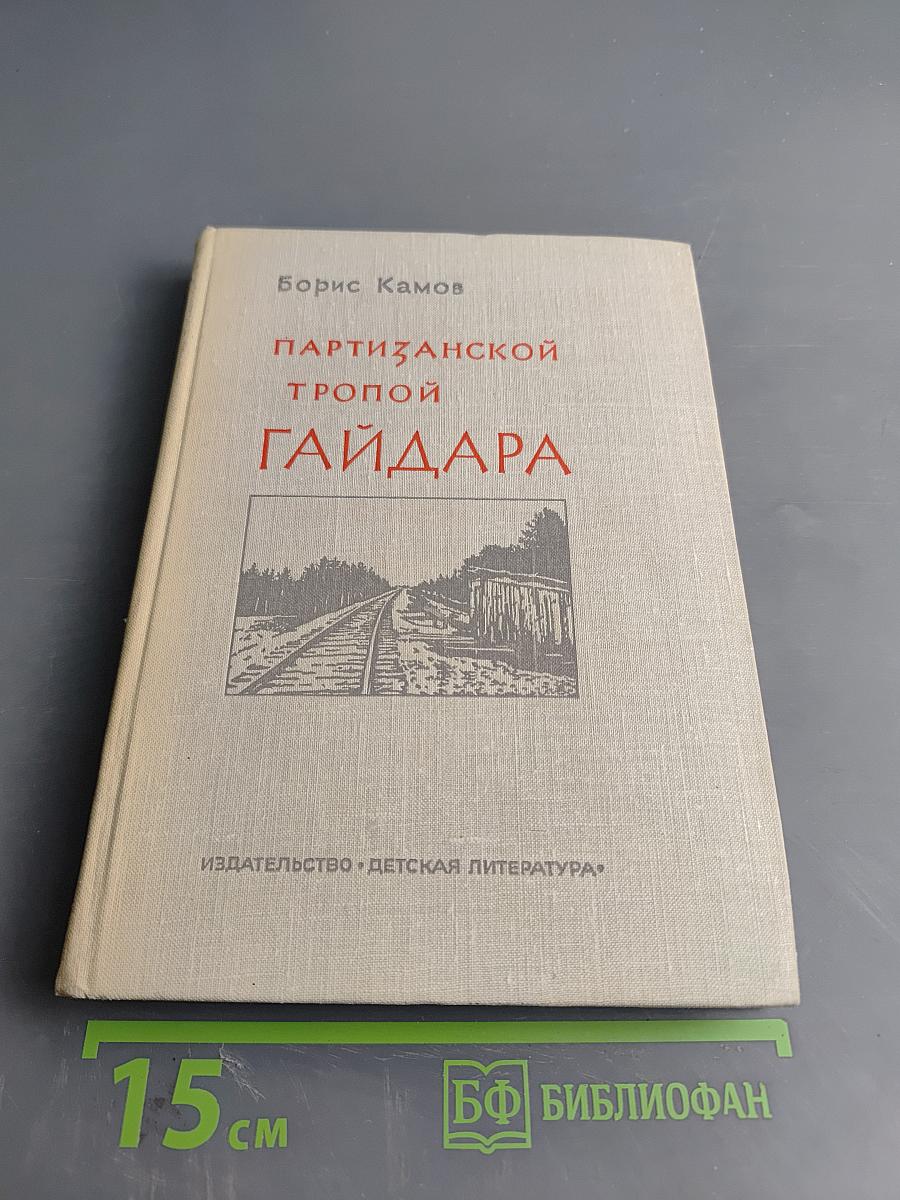 Борис Камов
ПАРТИЗАНСКОЙ
ТРОПОЙ
ГАЙДАРА
ИЗДАТЕЛЬСТВО • ДЕТСКАЯ ЛИТЕРАТУРА•
15 см
БФ БИБЛИОФАН